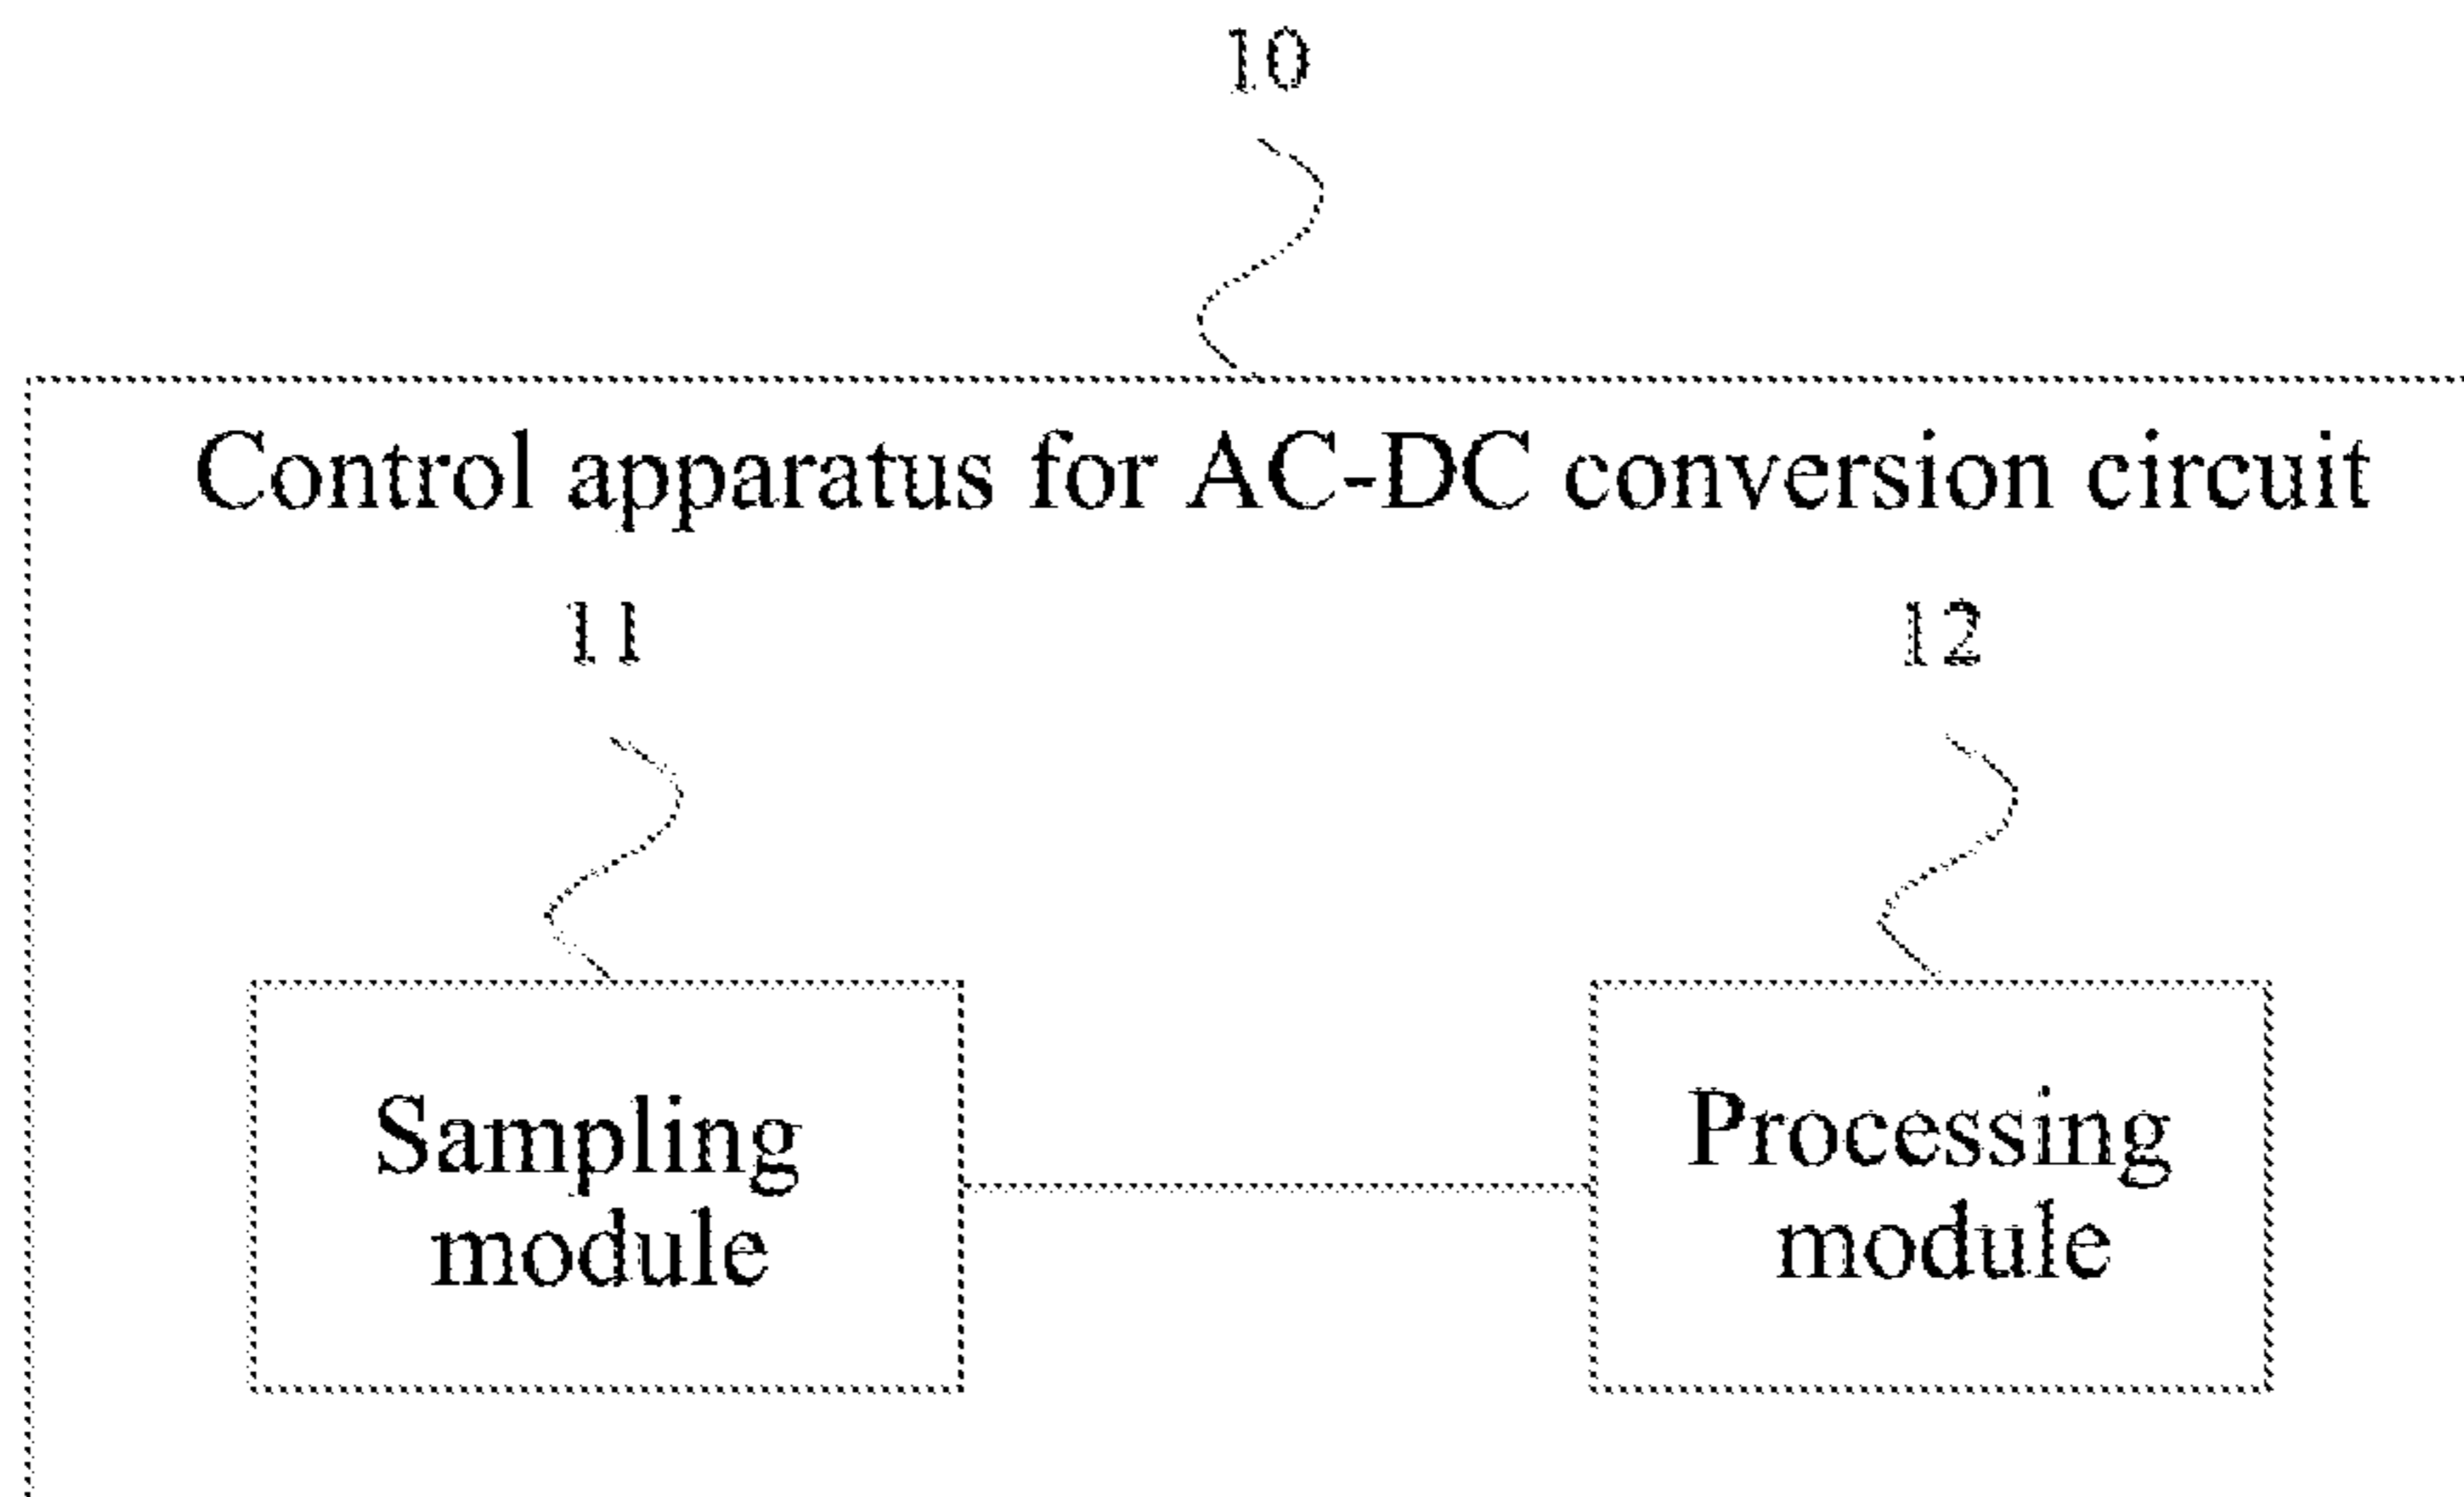 10
Control apparatus for AC-DC conversion circuit
11
12
Sampling
module
Processing
module